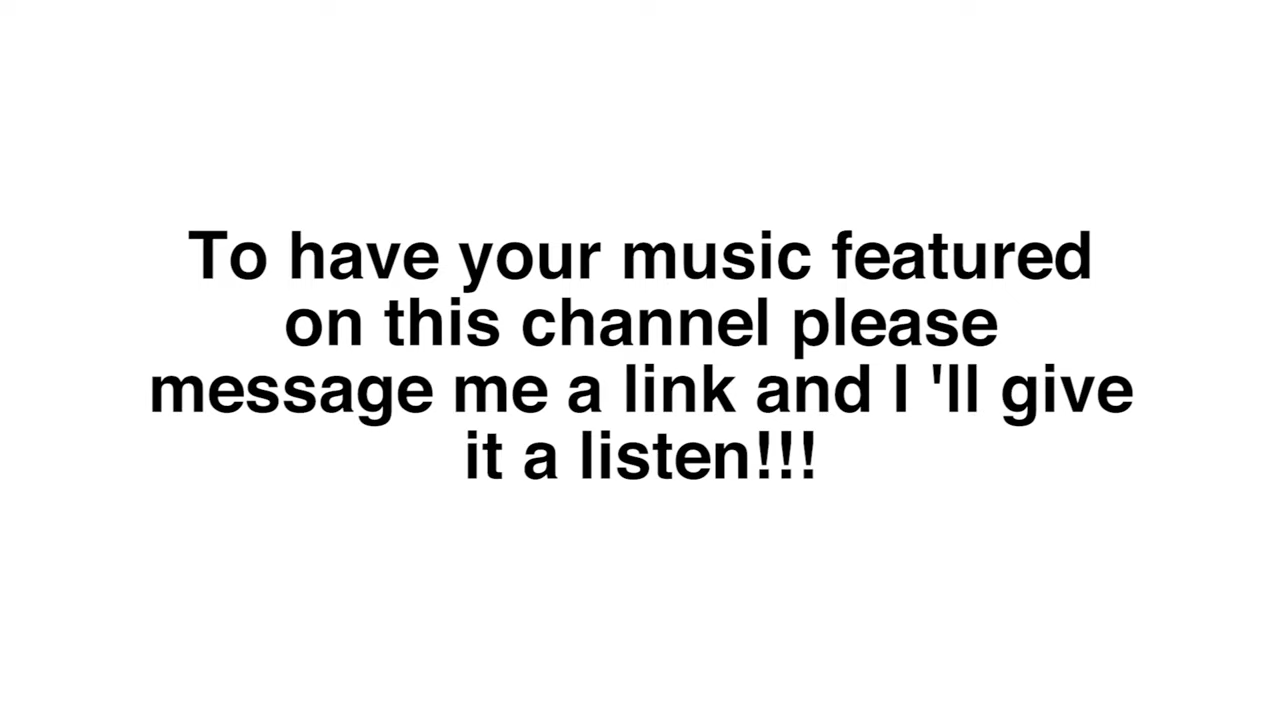 To have your music featured
on this channel please
message me a link and I 'll give
it a listen!!!